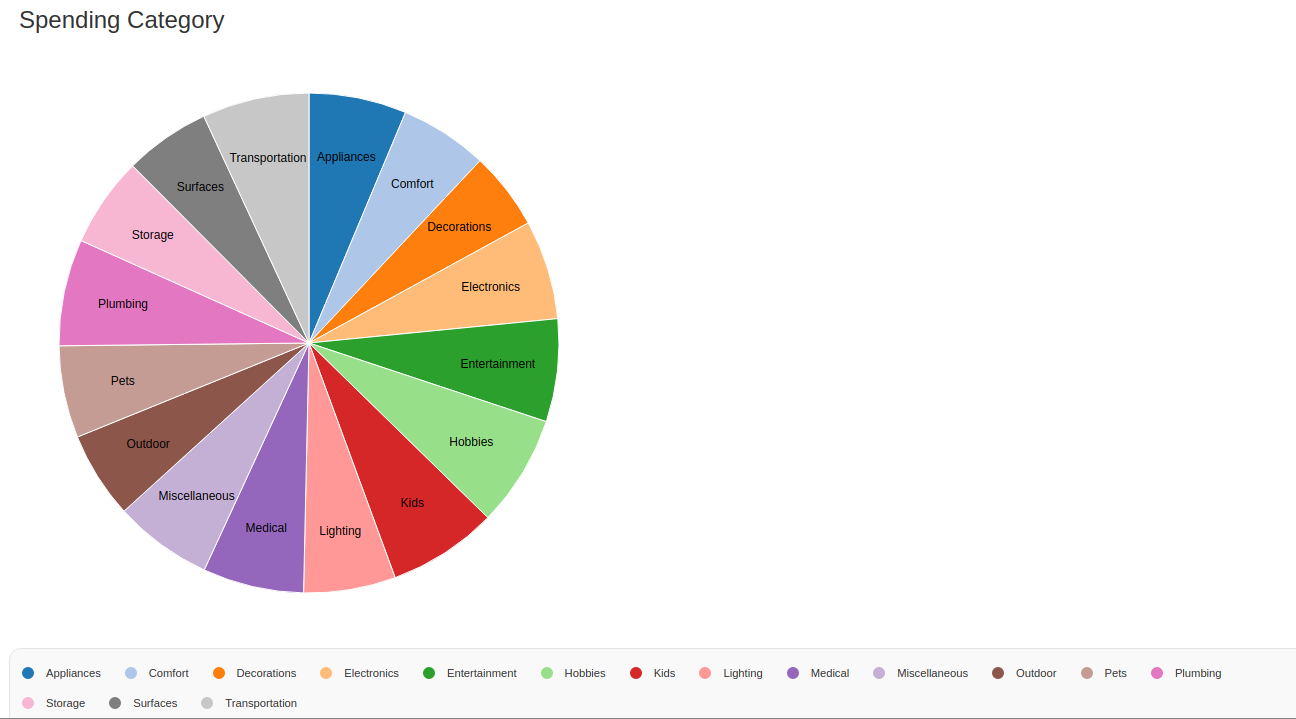 Spending Category
Transportation Appliances
Surfaces Comfort
Storage Decorations
Plumbing Electronics
Pets Entertainment
Outdoor Hobbies
Miscellaneous Kids
Medical Lighting
Appliances Comfort Decorations Electronics Entertainment Hobbies Kids Lighting Medical Miscellaneous Outdoor Pets Plumbing
Storage Surfaces Transportation